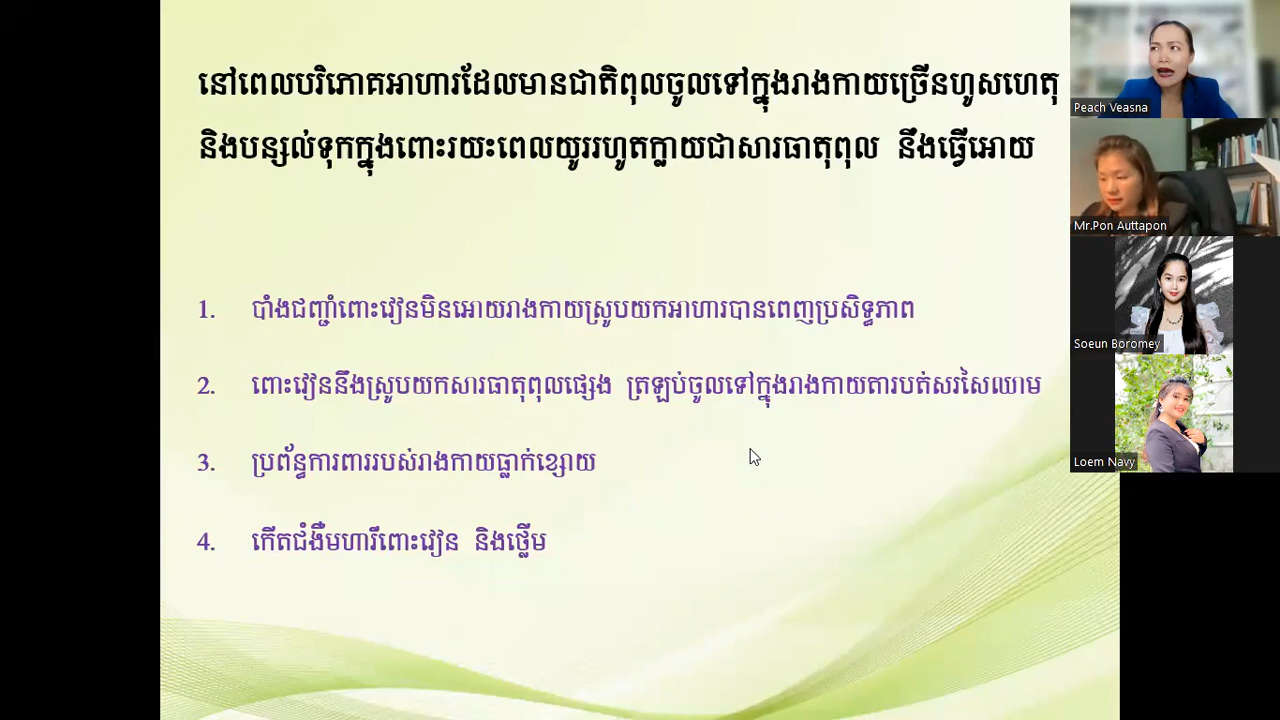 នៅពេលបរិភោគអាហារដែលមានជាតិពុលចូលទៅក្នុងរាងកាយច្រើនហួសហេតុ
និងបន្សល់ទុកក្នុងពោះរយះពេលយូររហូតក្លាយជាសារធាតុពុល នឹងធ្វើអោយ
1. បាំងជញ្ជាំពោះវៀនមិនអោយរាងកាយស្រូបយកអាហារបានពេញប្រសិទ្ធភាព
2. ពោះវៀននឹងស្រូបយកសារធាតុពុលផ្សេង ត្រឡប់ចូលទៅក្នុងរាងកាយតារបត់សរសៃឈាម
3. ប្រព័ន្ធការពាររបស់រាងកាយធ្លាក់ខ្សោយ
4. កើតជំងឺមហារីពោះវៀន និងថ្លើម
Peach Veasna
Mr.Pon Auttapon
Soeun Boromey
Loem Navy